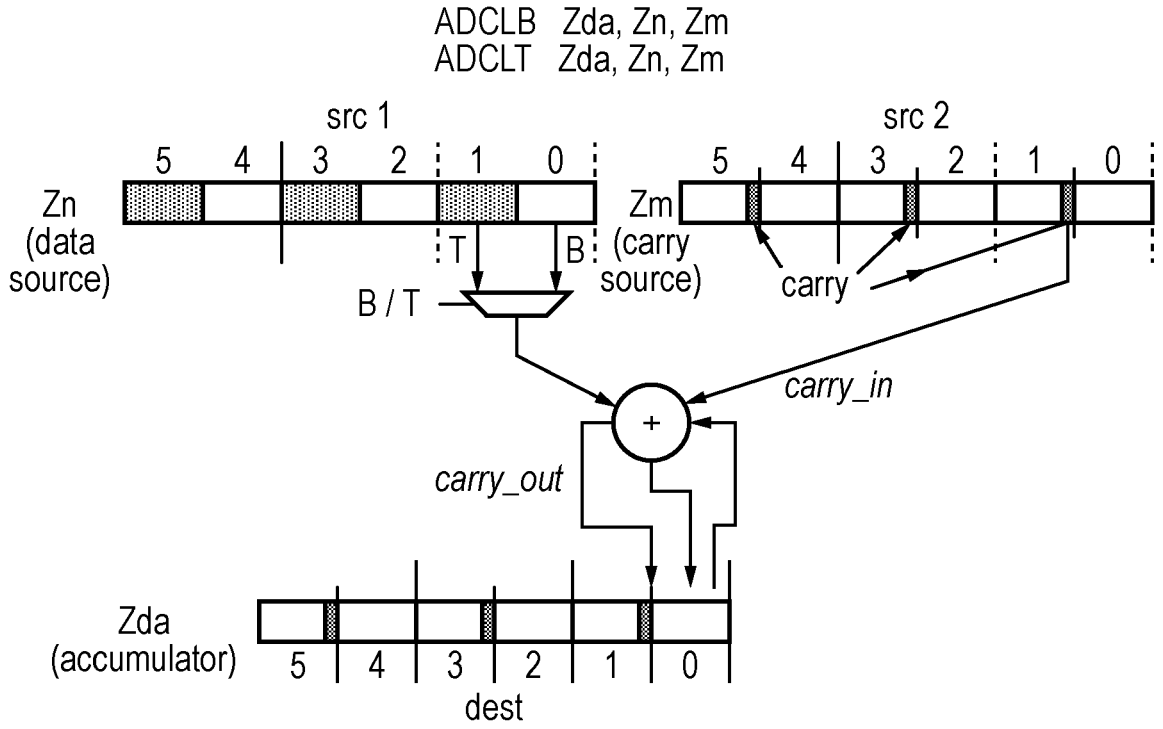 ADCLB Zda, Zn, Zm
ADCLT Zda, Zn, Zm
src 1
src 2
5 4 3 2 1 0
5 4 3 2 1 0
Zn
(data
source)
Zm
(carry
source)
T
B
carry
B / T
carry_in
+
carry_out
Zda
(accumulator)
5 4 3 2 1 0
dest